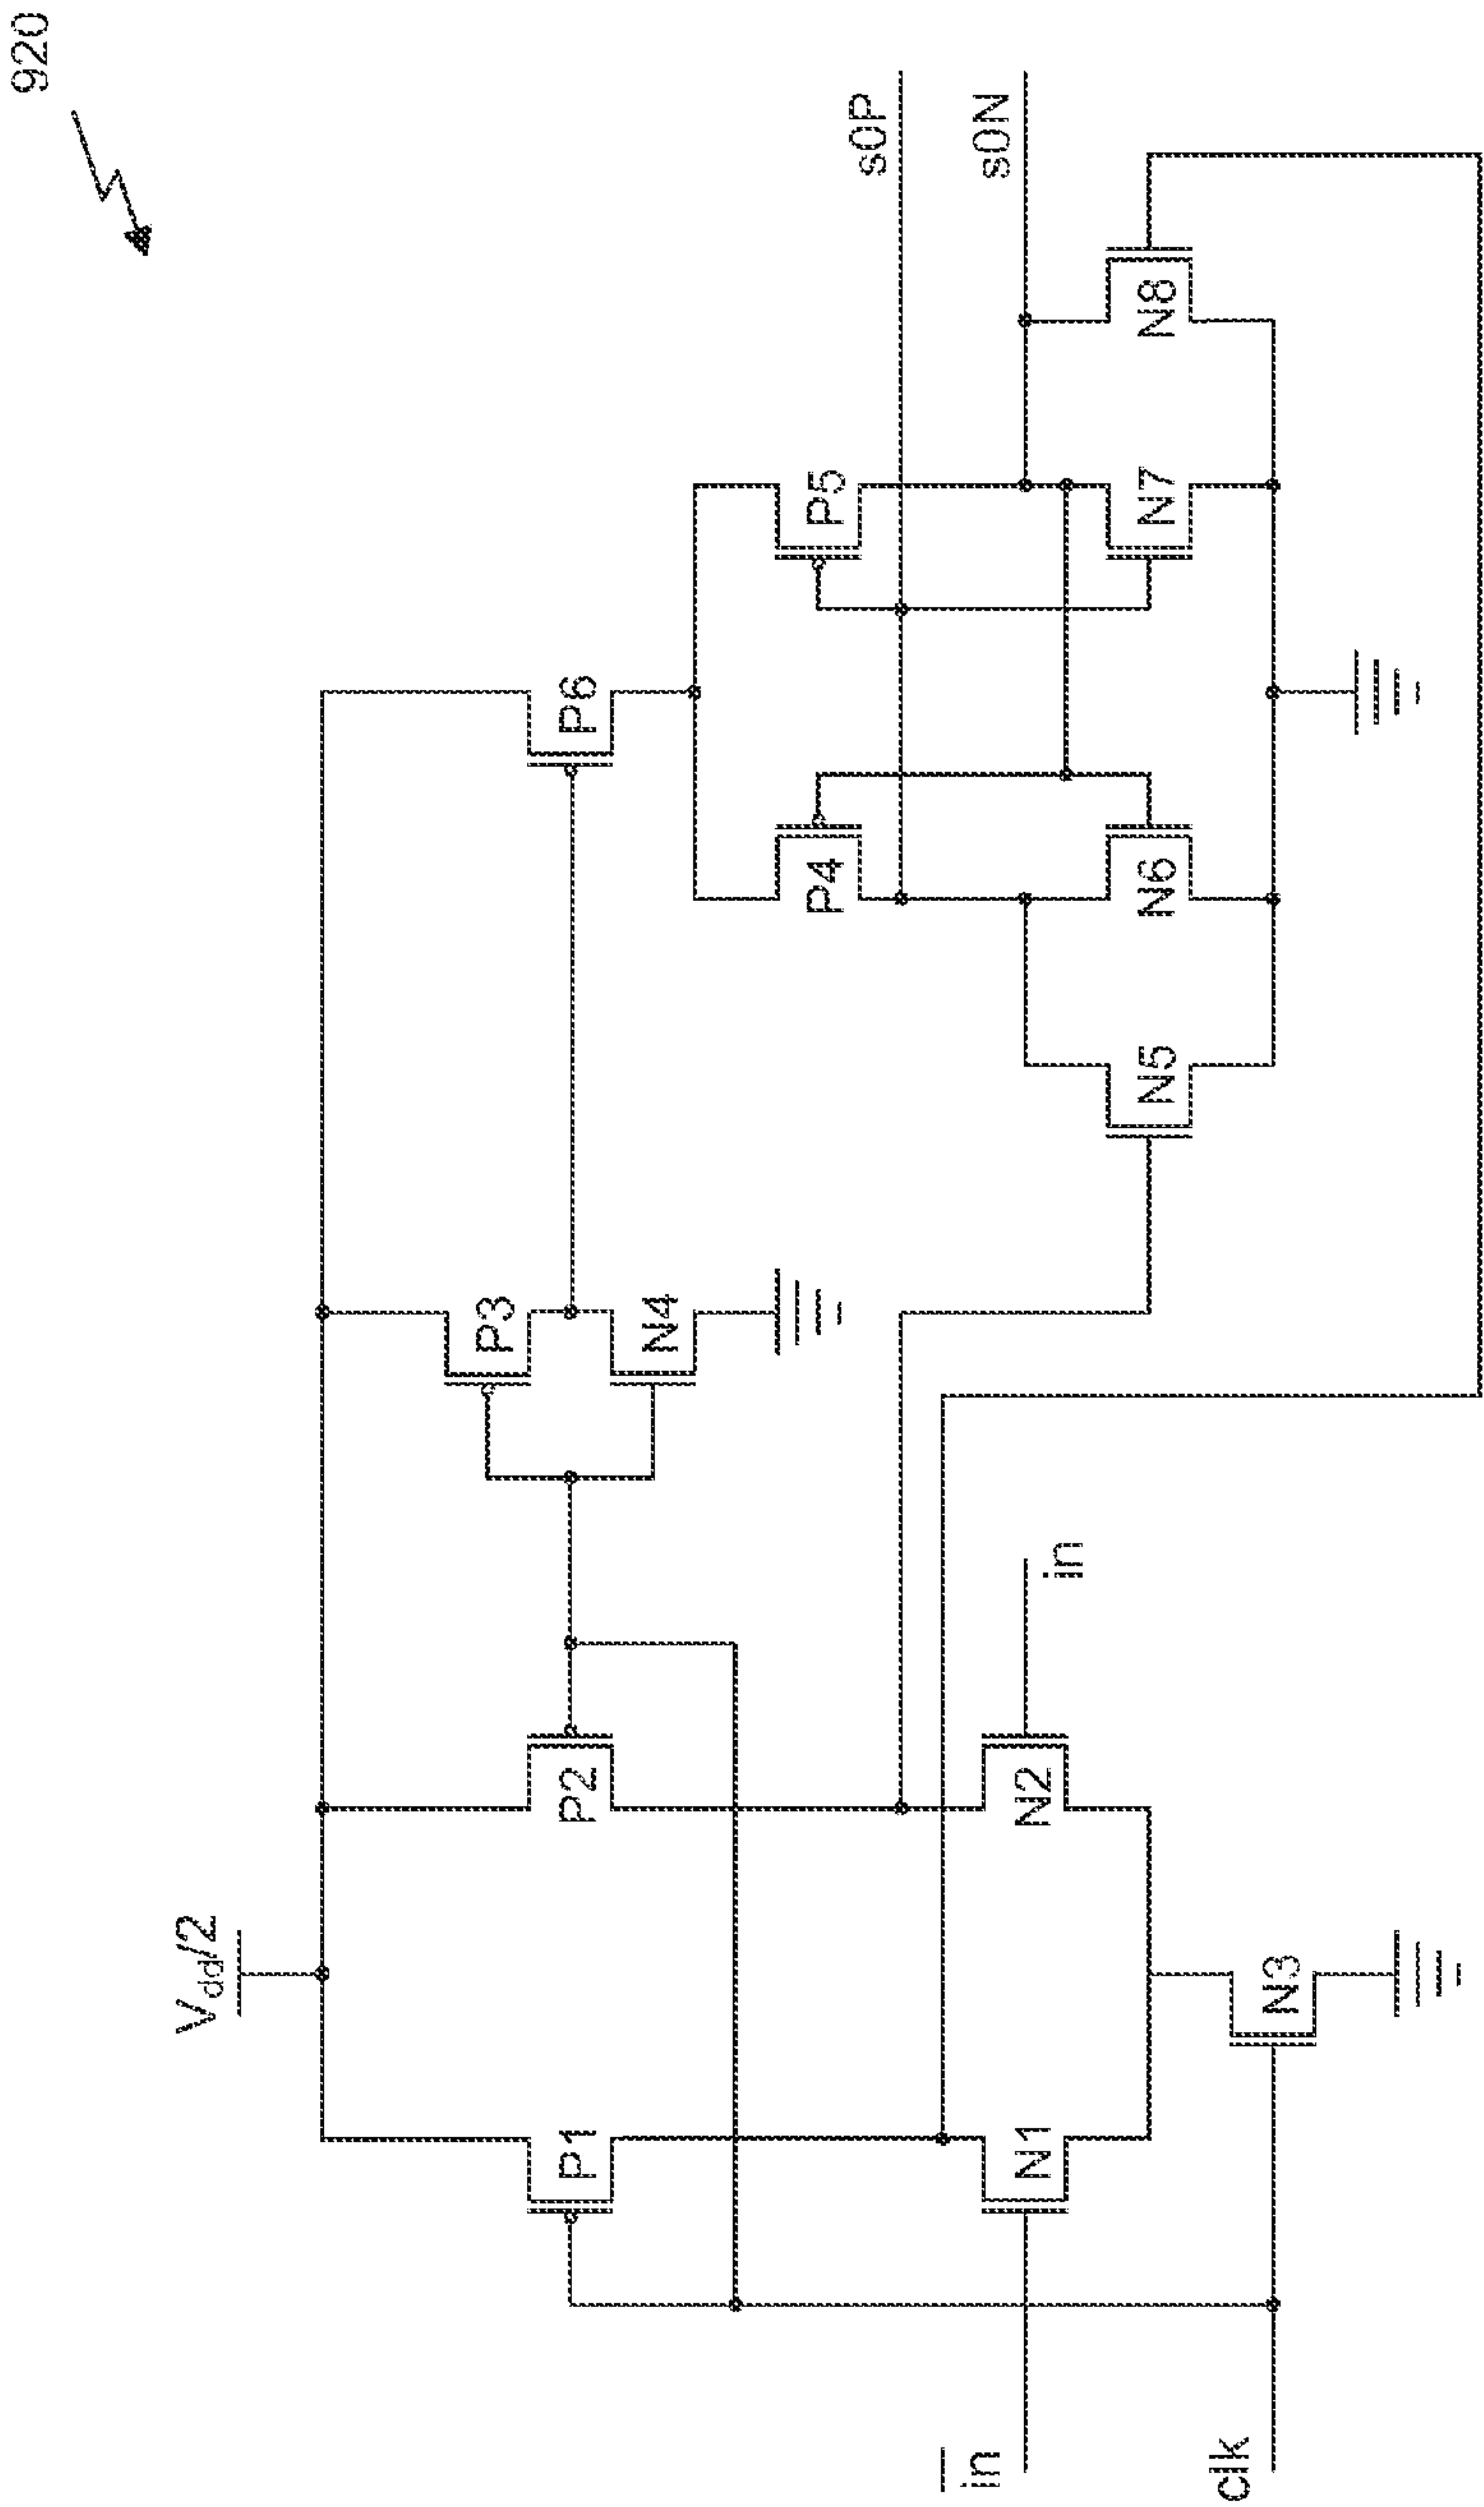 920
V_dd/2
P1
P2
P3
P6
P4
P5
N4
s0P
s0N
in
in
N1
N2
N5
N6
N7
N8
clk
N3